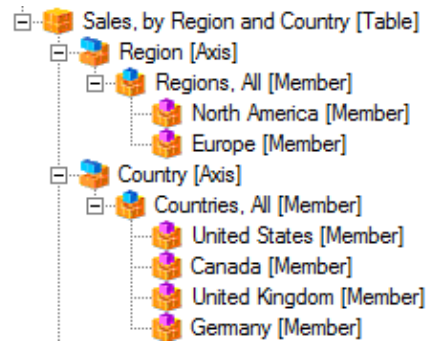 Sales, by Region and Country [Table]
Region [Axis]
Regions, All [Member]
North America [Member]
Europe [Member]
Country [Axis]
Countries, All [Member]
United States [Member]
Canada [Member]
United Kingdom [Member]
Germany [Member]